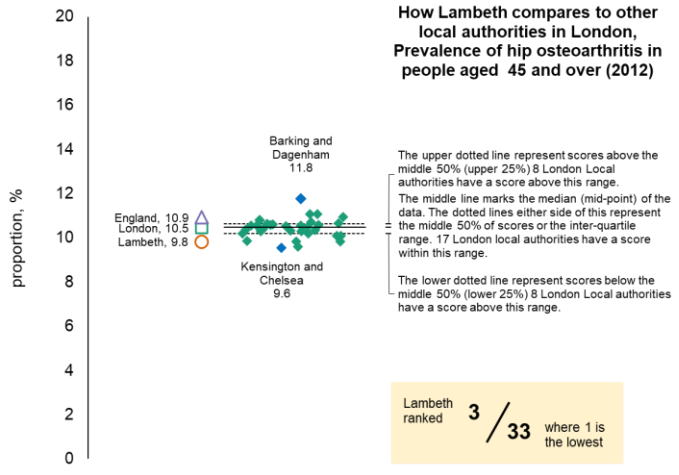 How Lambeth compares to other
local authorities in London,
Prevalence of hip osteoarthritis in
people aged 45 and over (2012)
proportion, %
20
18
16
14
12
10
8
6
4
2
0
England, 10.9
London, 10.5
Lambeth, 9.8
Barking and
Dagenham
11.8
Kensington and
Chelsea
9.6
The upper dotted line represent scores above the
middle 50% (upper 25%) 8 London Local
authorities have a score above this range.
The middle line marks the median (mid-point) of the
data. The dotted lines either side of this represent
the middle 50% of scores or the inter-quartile
range. 17 London local authorities have a score
within this range.
The lower dotted line represent scores below the
middle 50% (lower 25%) 8 London Local authorities
have a score above this range.
Lambeth
ranked
3/33
where 1 is
the lowest